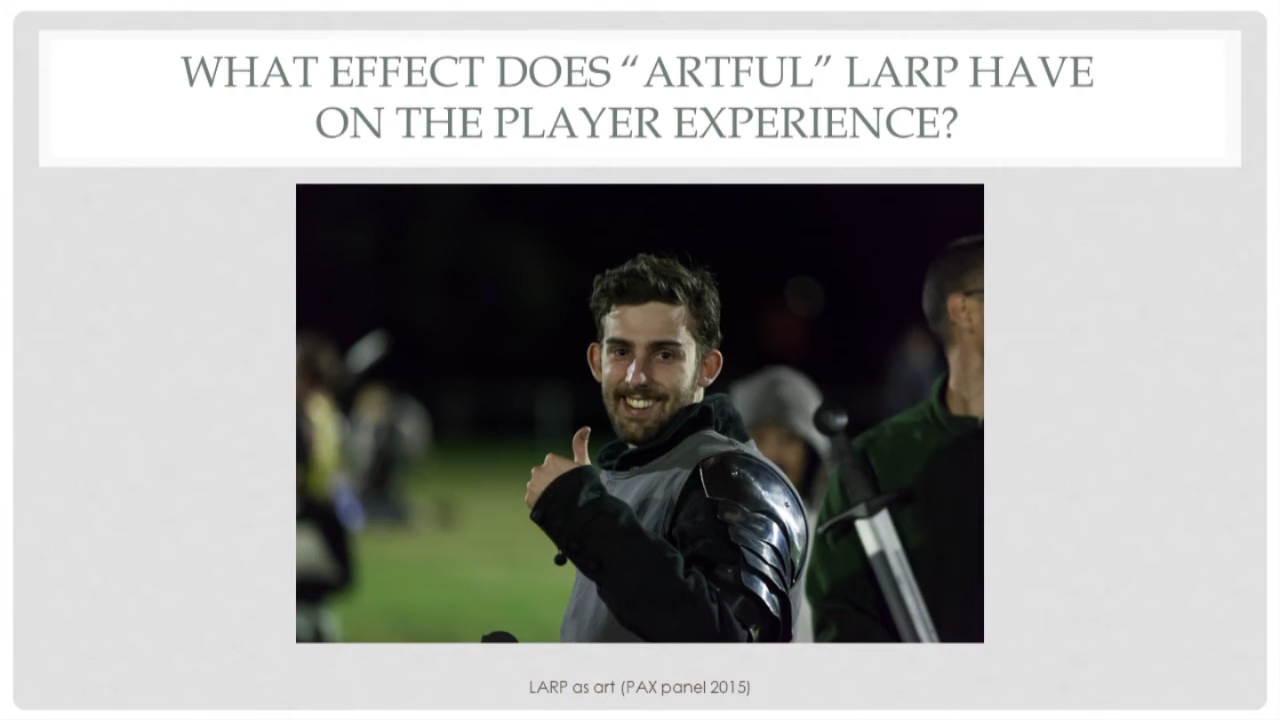 WHAT EFFECT DOES “ARTFUL” LARP HAVE
ON THE PLAYER EXPERIENCE?
LARP as art (PAX panel 2015)